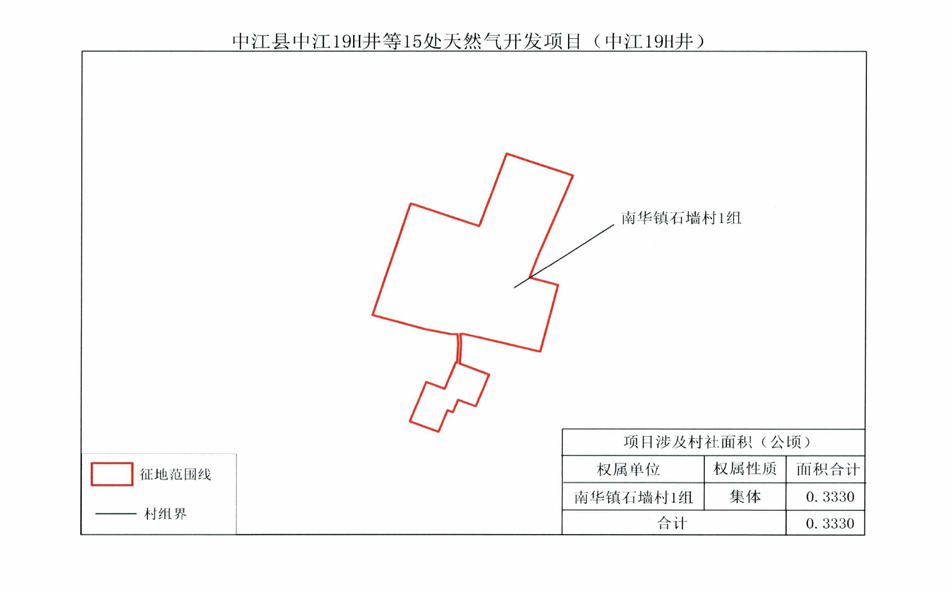 中江县中江19H井等15处天然气开发项目（中江19H井）
南华镇石墙村1组
项目涉及村社面积（公顷）
权属单位 权属性质 面积合计
南华镇石墙村1组 集体 0.3330
合计 0.3330
征地范围线
村组界